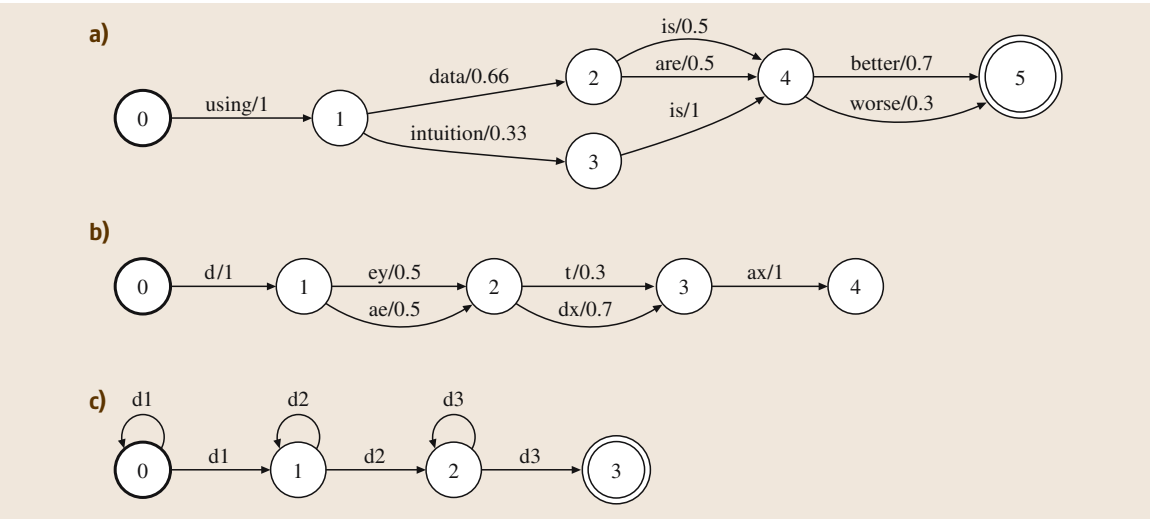 a)
is/0.5
data/0.66 2 are/0.5 4 better/0.7 5
0 using/1 1 is/1 worse/0.3
intuition/0.33 3
b)
0 d/1 1 ey/0.5 2 t/0.3 3 ax/1 4
ae/0.5 dx/0.7
c)
d1 d2 d3
0 d1 1 d2 2 d3 3